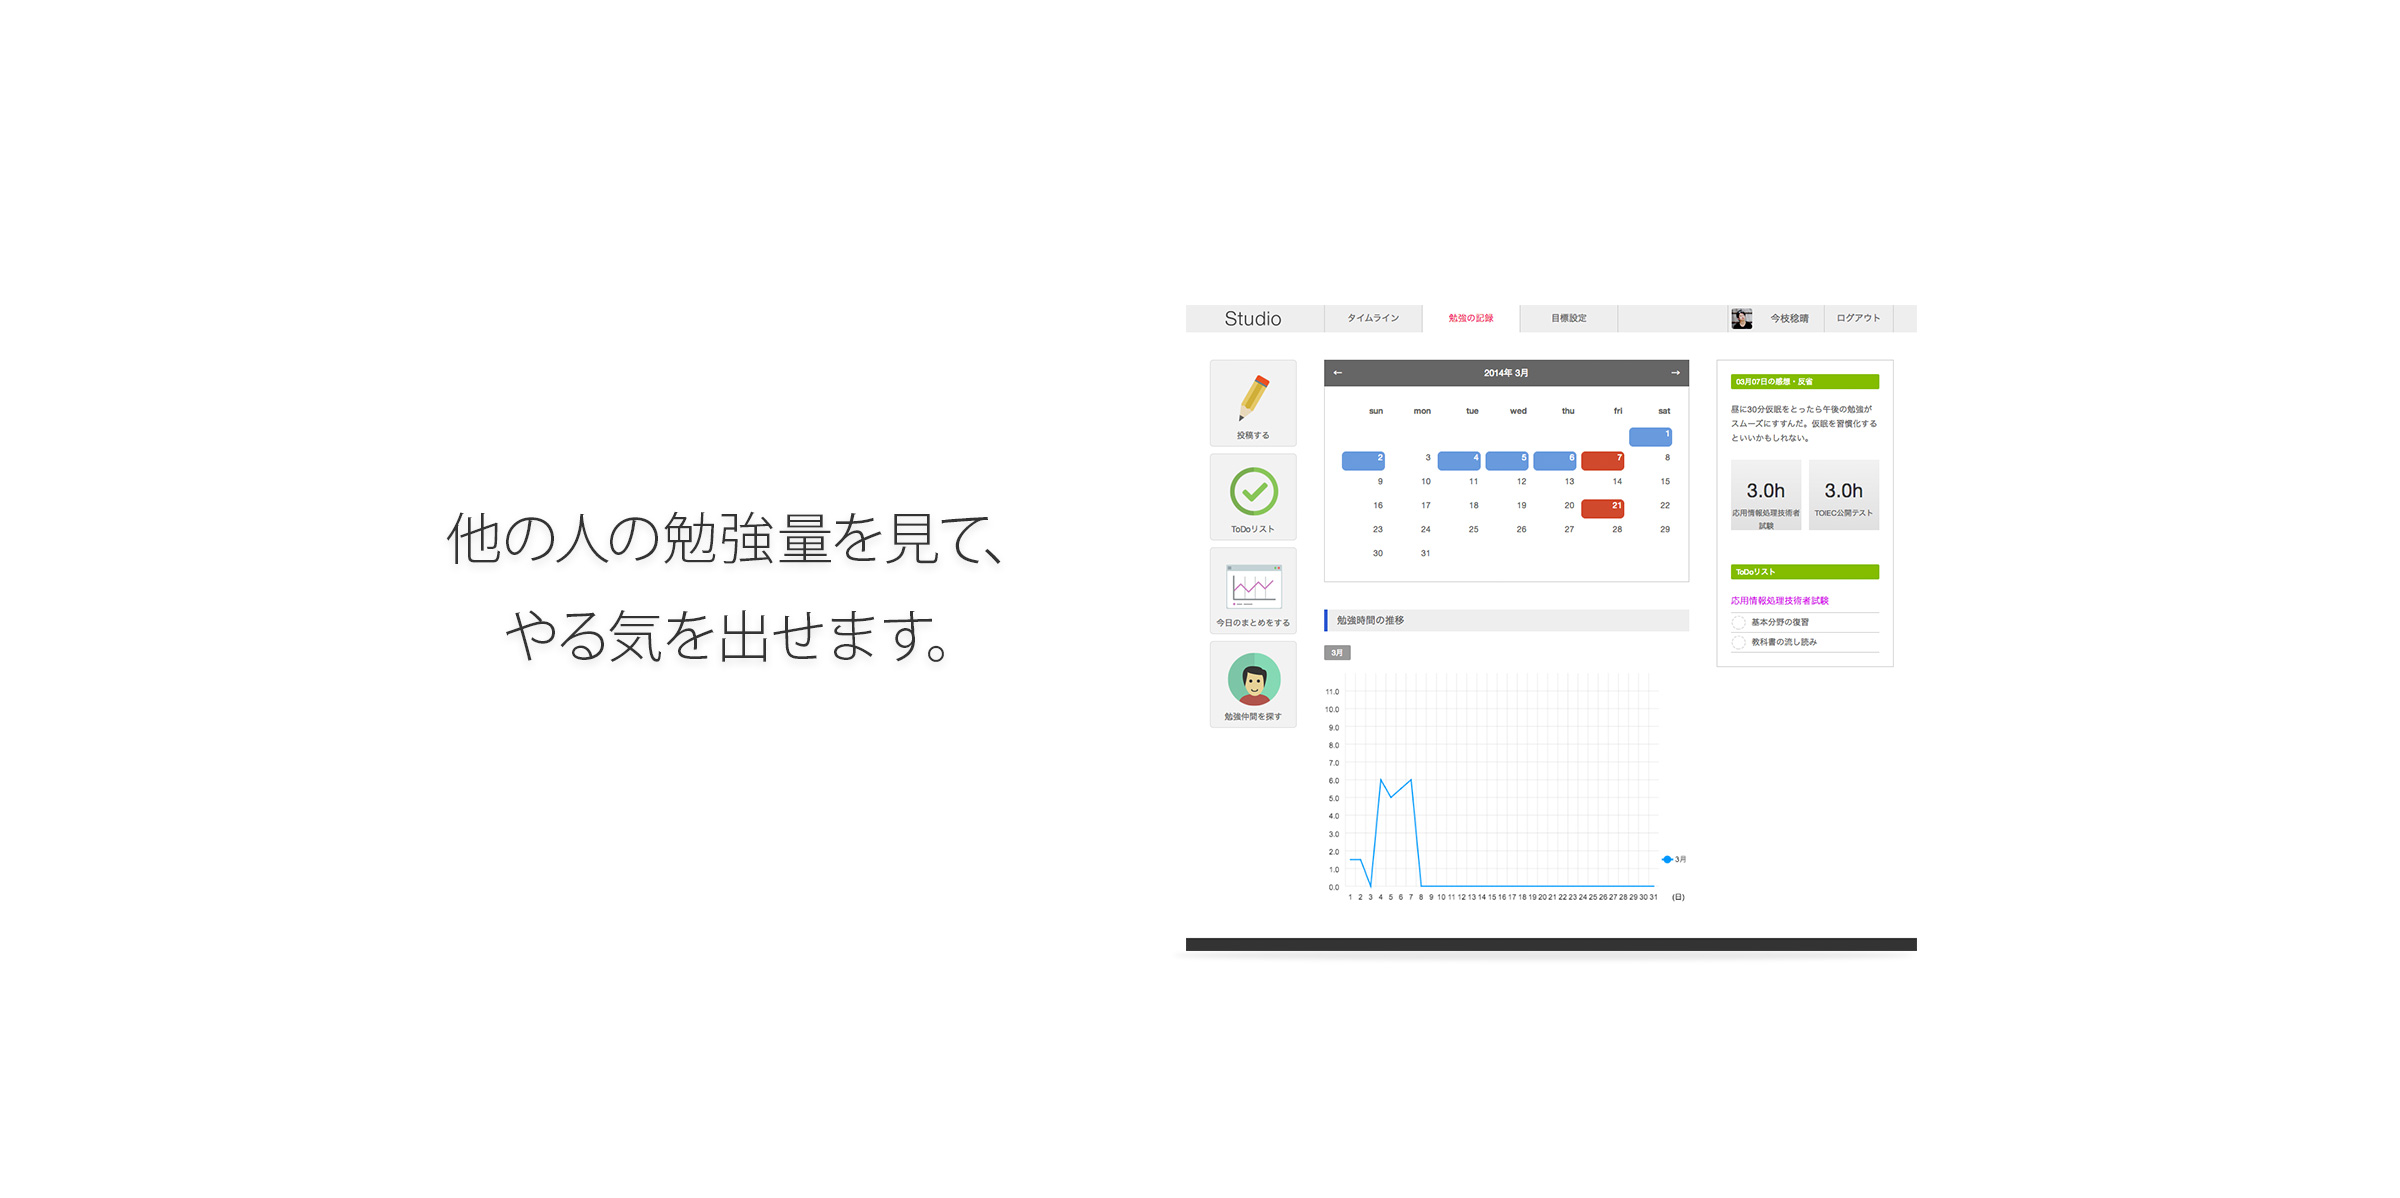 他の人の勉強量を見て、
やる気を出せます。
Studio
タイムライン
勉強の記録
目標設定
今枝稔晴
ログアウト
投稿する
ToDoリスト
今日のまとめをする
勉強仲間を探す
← 2014年 3月 →
sun mon tue wed thu fri sat
1
2 3 4 5 6 7 8
9 10 11 12 13 14 15
16 17 18 19 20 21 22
23 24 25 26 27 28 29
30 31
勉強時間の推移
3月
11.0
10.0
9.0
8.0
7.0
6.0
5.0
4.0
3.0
2.0
1.0
0.0
1 2 3 4 5 6 7 8 9 10 11 12 13 14 15 16 17 18 19 20 21 22 23 24 25 26 27 28 29 30 31 (日)
3月
03月07日の感想・反省
昼に30分仮眠をとったら午後の勉強が
スムーズにすすんだ。仮眠を習慣化する
といいかもしれない。
3.0h
応用情報処理技術者
試験
3.0h
TOIEC公開テスト
ToDoリスト
応用情報処理技術者試験
基本分野の復習
教科書の流し読み